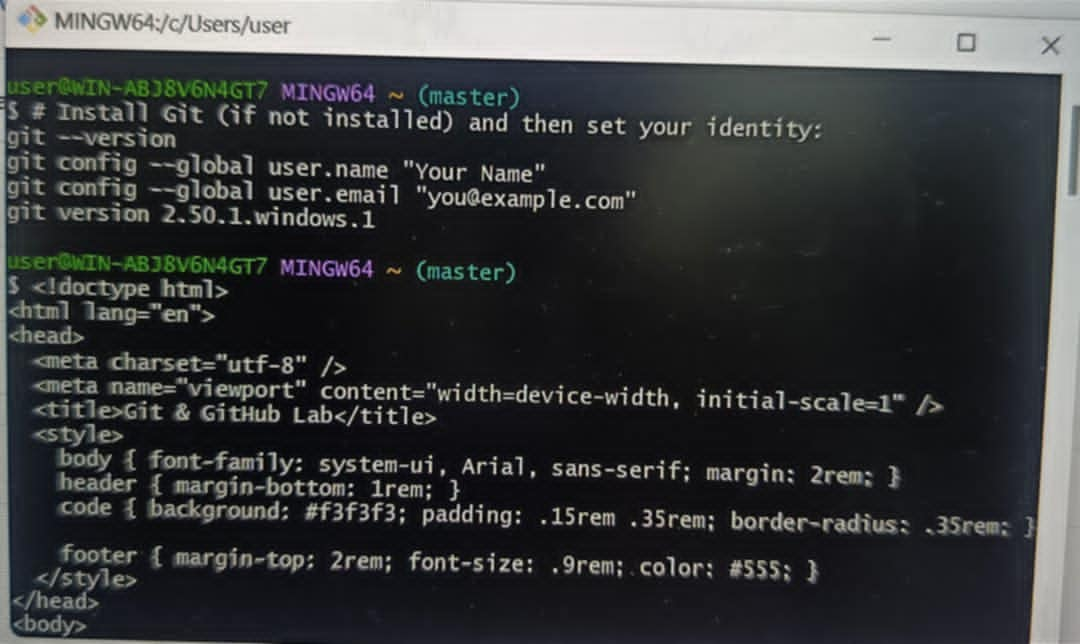 MINGW64:/c/Users/user
user@WIN-ABJ8V6N4GT7 MINGW64 ~ (master)
$ # Install Git (if not installed) and then set your identity:
git --version
git config --global user.name "Your Name"
git config --global user.email "you@example.com"
git version 2.50.1.windows.1
user@WIN-ABJ8V6N4GT7 MINGW64 ~ (master)
$ <!doctype html>
<html lang="en">
<head>
  <meta charset="utf-8" />
  <meta name="viewport" content="width=device-width, initial-scale=1" />
  <title>Git & GitHub Lab</title>
  <style>
    body { font-family: system-ui, Arial, sans-serif; margin: 2rem; }
    header { margin-bottom: 1rem; }
    code { background: #f3f3f3; padding: .15rem .35rem; border-radius: .35rem; }
    footer { margin-top: 2rem; font-size: .9rem; color: #555; }
  </style>
</head>
<body>